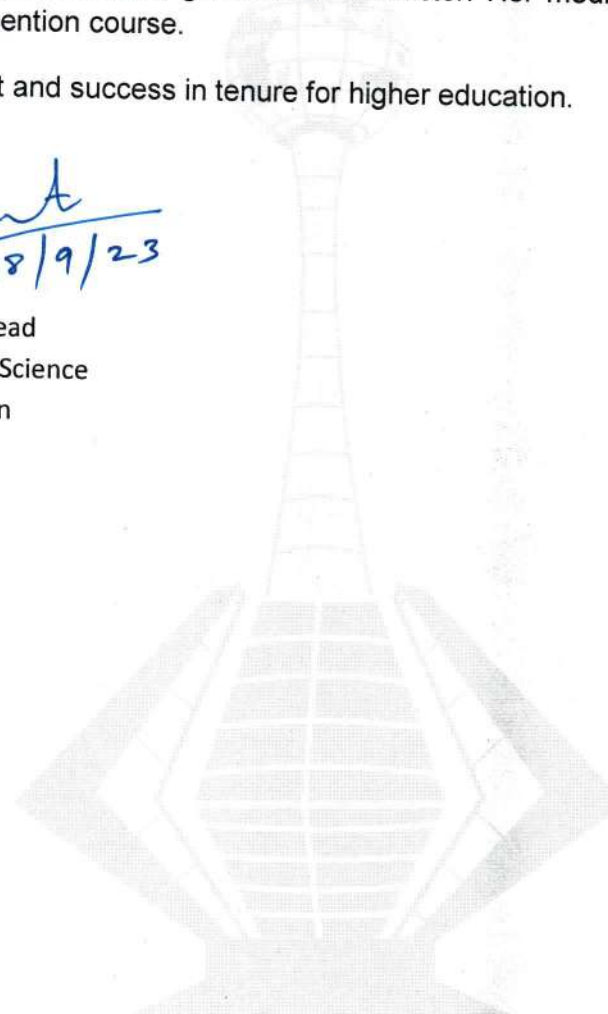 ention course.
t and success in tenure for higher education.
8/9/23
ead
Science
n